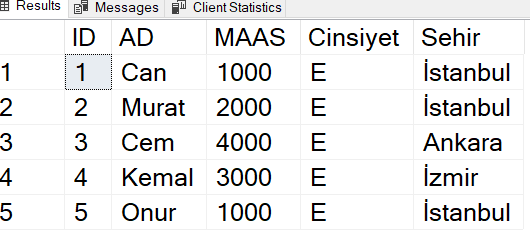 Results Messages Client Statistics
ID AD MAAS Cinsiyet Sehir
1 1 Can 1000 E İstanbul
2 2 Murat 2000 E İstanbul
3 3 Cem 4000 E Ankara
4 4 Kemal 3000 E İzmir
5 5 Onur 1000 E İstanbul